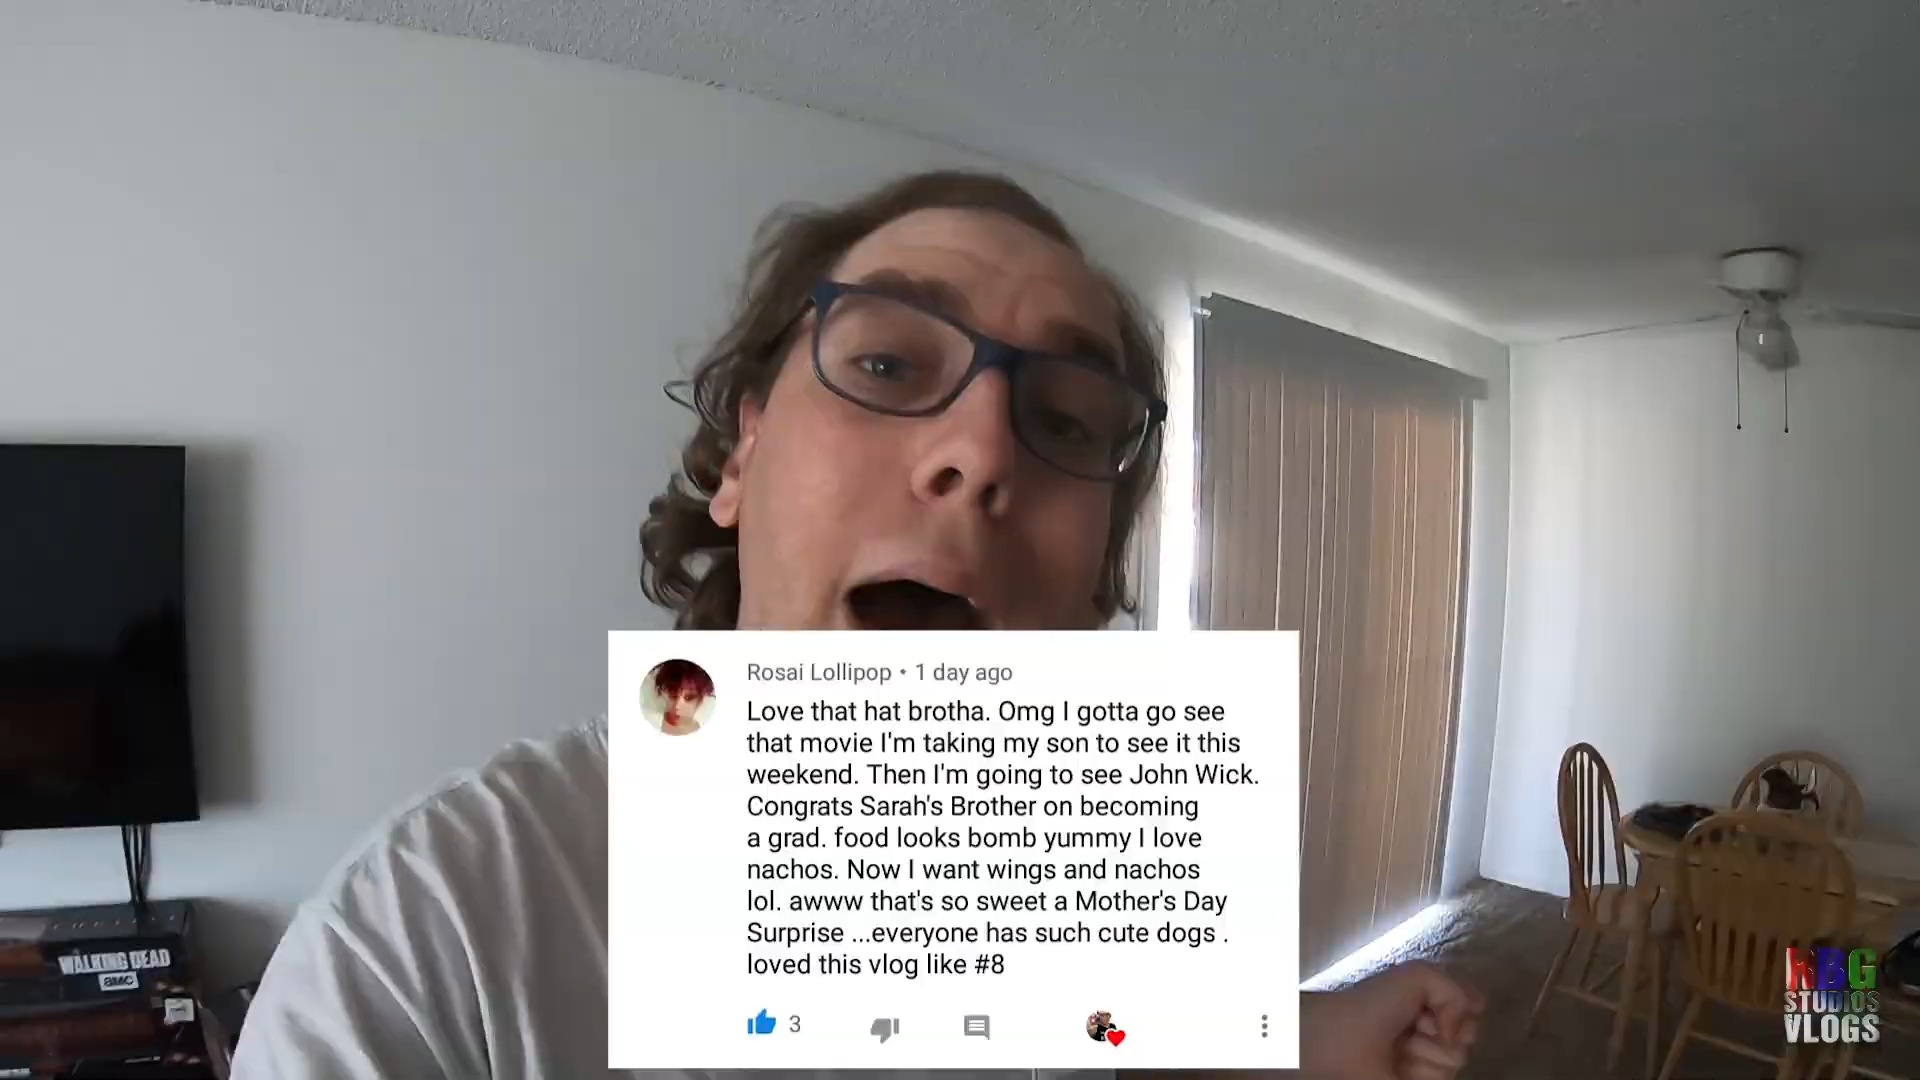 Rosai Lollipop • 1 day ago
Love that hat brotha. Omg I gotta go see
that movie I'm taking my son to see it this
weekend. Then I'm going to see John Wick.
Congrats Sarah's Brother on becoming
a grad. food looks bomb yummy I love
nachos. Now I want wings and nachos
lol. awww that's so sweet a Mother's Day
Surprise ...everyone has such cute dogs .
loved this vlog like #8
3
WALKING DEAD
AMC
KBG
STUDIOS
VLOGS